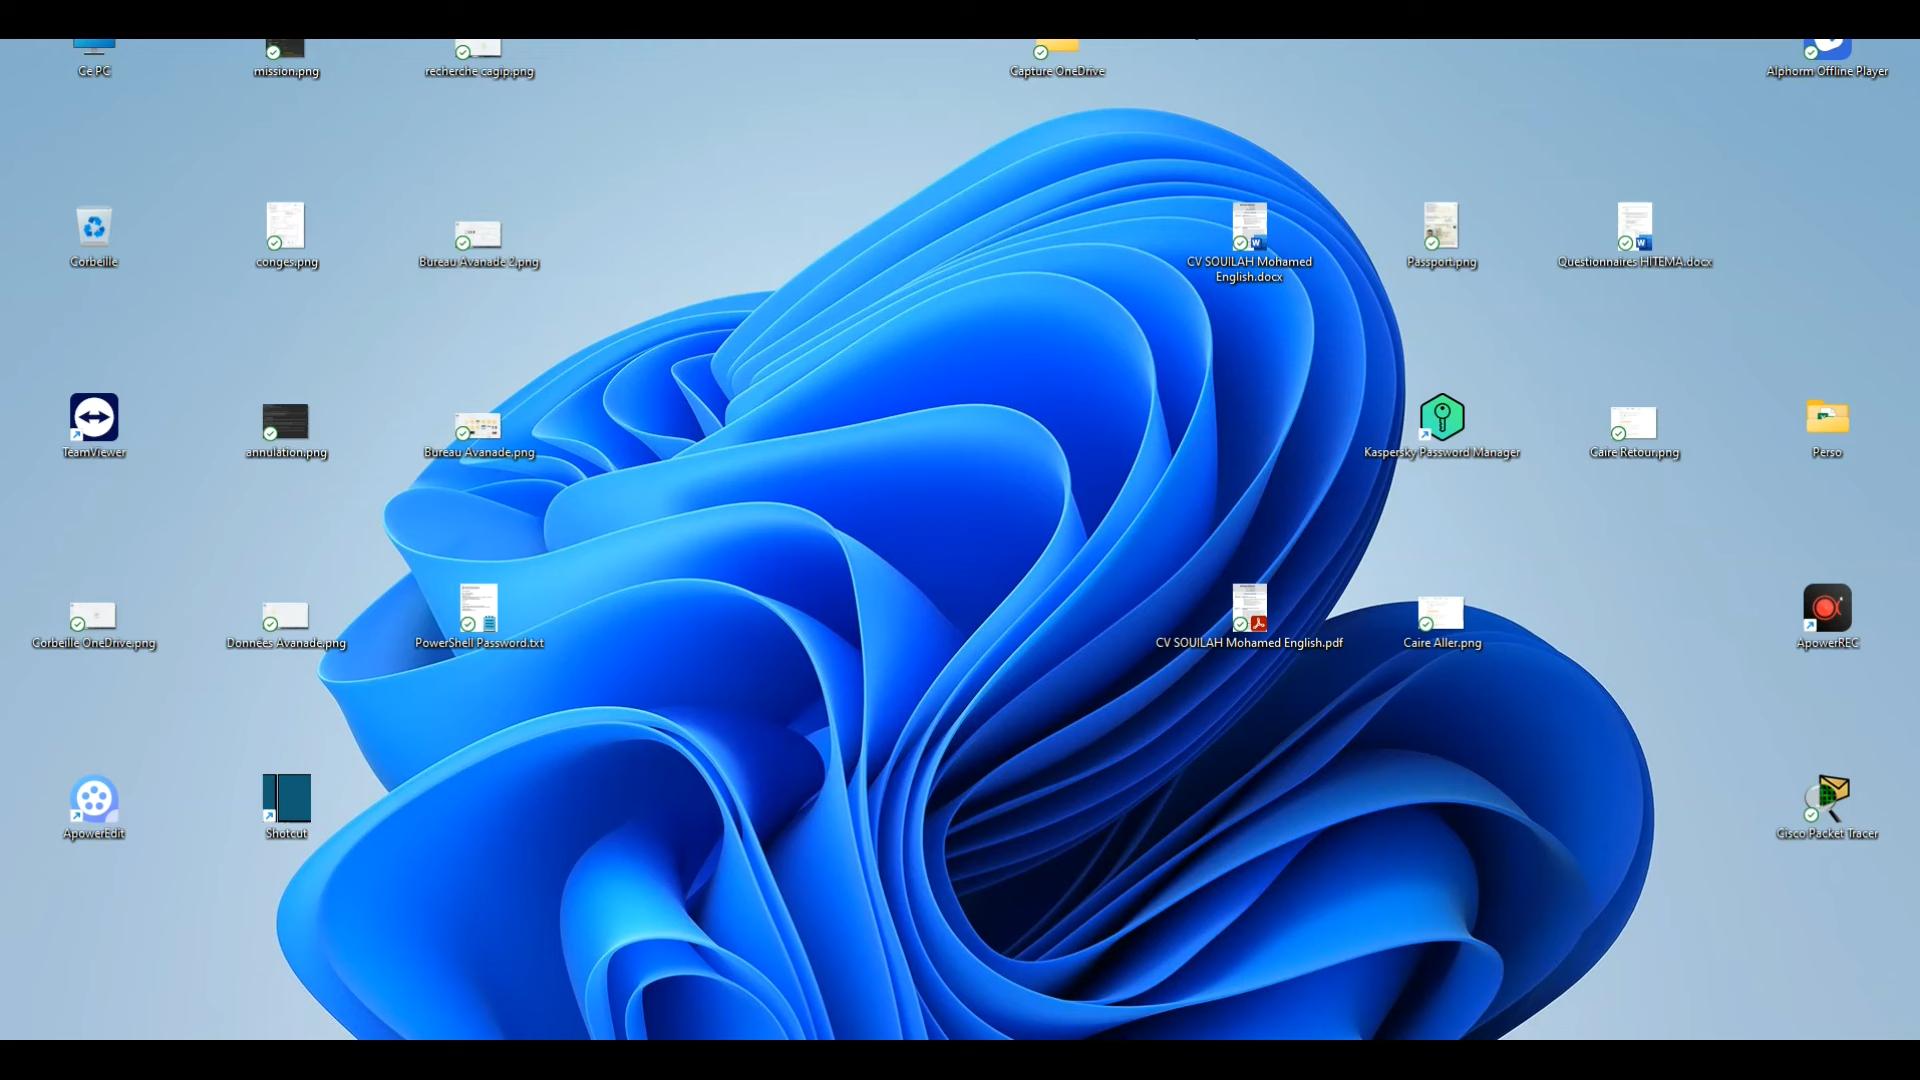 Ce PC
mission.png
recherche cagip.png
Capture OneDrive
Alphorm Offline Player
Corbeille
conges.png
Bureau Avanade 2.png
CV SOUILAH Mohamed
English.docx
Passport.png
Questionnaires HITEMA.docx
TeamViewer
annulation.png
Bureau Avanade.png
Kaspersky Password Manager
Caire Retour.png
Perso
Corbeille OneDrive.png
Données Avanade.png
PowerShell Password.txt
CV SOUILAH Mohamed English.pdf
Caire Aller.png
ApowerREC
ApowerEdit
Shotcut
Cisco Packet Tracer